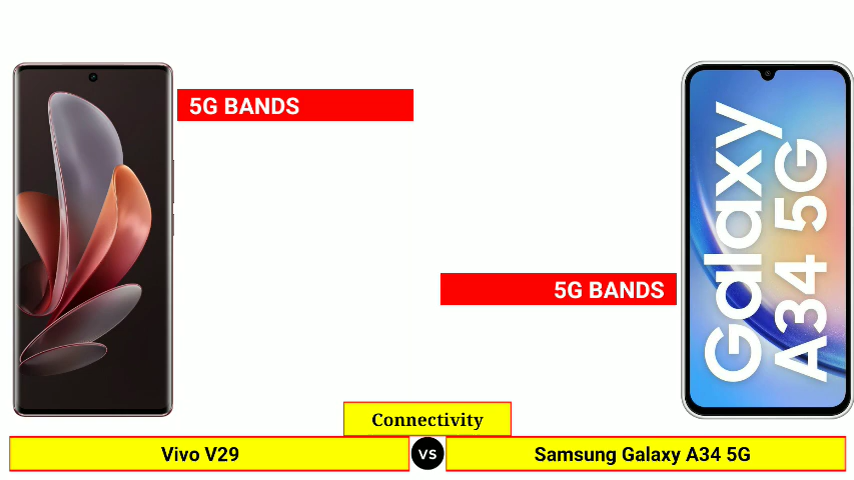 5G BANDS
5G BANDS
Galaxy
A34 5G
Connectivity
Vivo V29
VS
Samsung Galaxy A34 5G